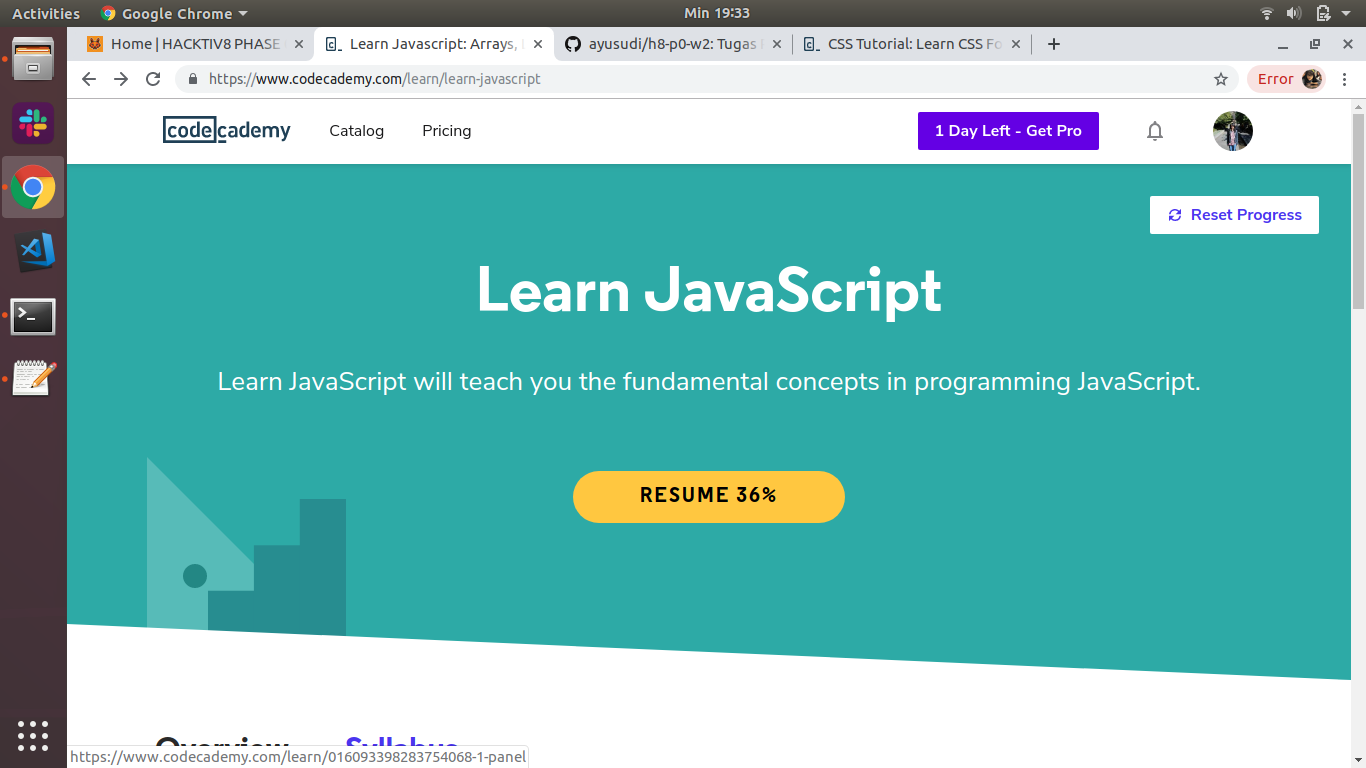 Activities
Google Chrome
Min 19:33
Home | HACKTIV8 PHASE
Learn Javascript: Arrays,
ayusudi/h8-p0-w2: Tugas
CSS Tutorial: Learn CSS Fo
https://www.codecademy.com/learn/learn-javascript
Error
codecademy
Catalog
Pricing
1 Day Left - Get Pro
Reset Progress
Learn JavaScript
Learn JavaScript will teach you the fundamental concepts in programming JavaScript.
RESUME 36%
Overview
Syllabus
https://www.codecademy.com/learn/016093398283754068-1-panel